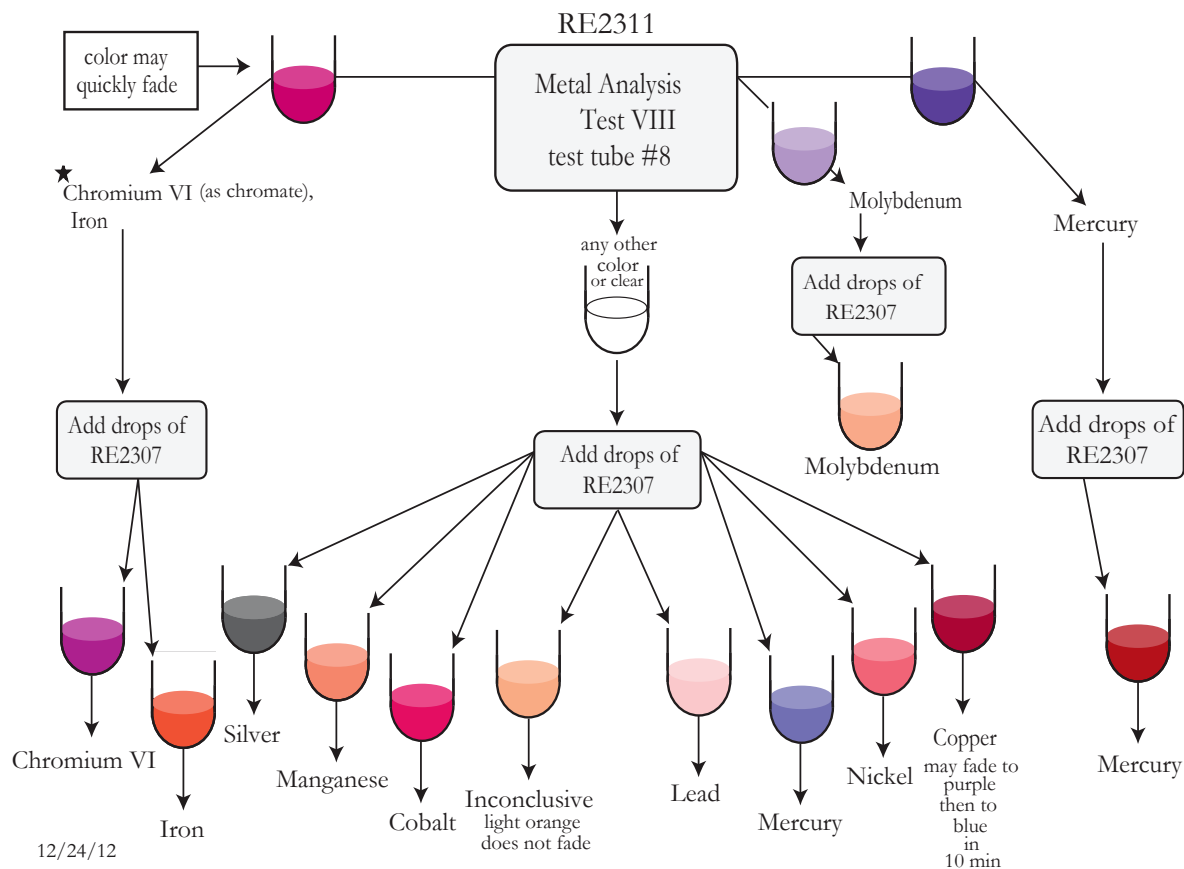 RE2311
color may
quickly fade
Metal Analysis
Test VIII
test tube #8
★
Chromium VI (as chromate),
Iron
Molybdenum
Mercury
any other
color
or clear
Add drops of
RE2307
Add drops of
RE2307
Add drops of
RE2307
Add drops of
RE2307
Molybdenum
Chromium VI
Iron
Silver
Manganese
Cobalt
Inconclusive
light orange
does not fade
Lead
Mercury
Nickel
Copper
may fade to
purple
then to
blue
in
10 min
Mercury
12/24/12